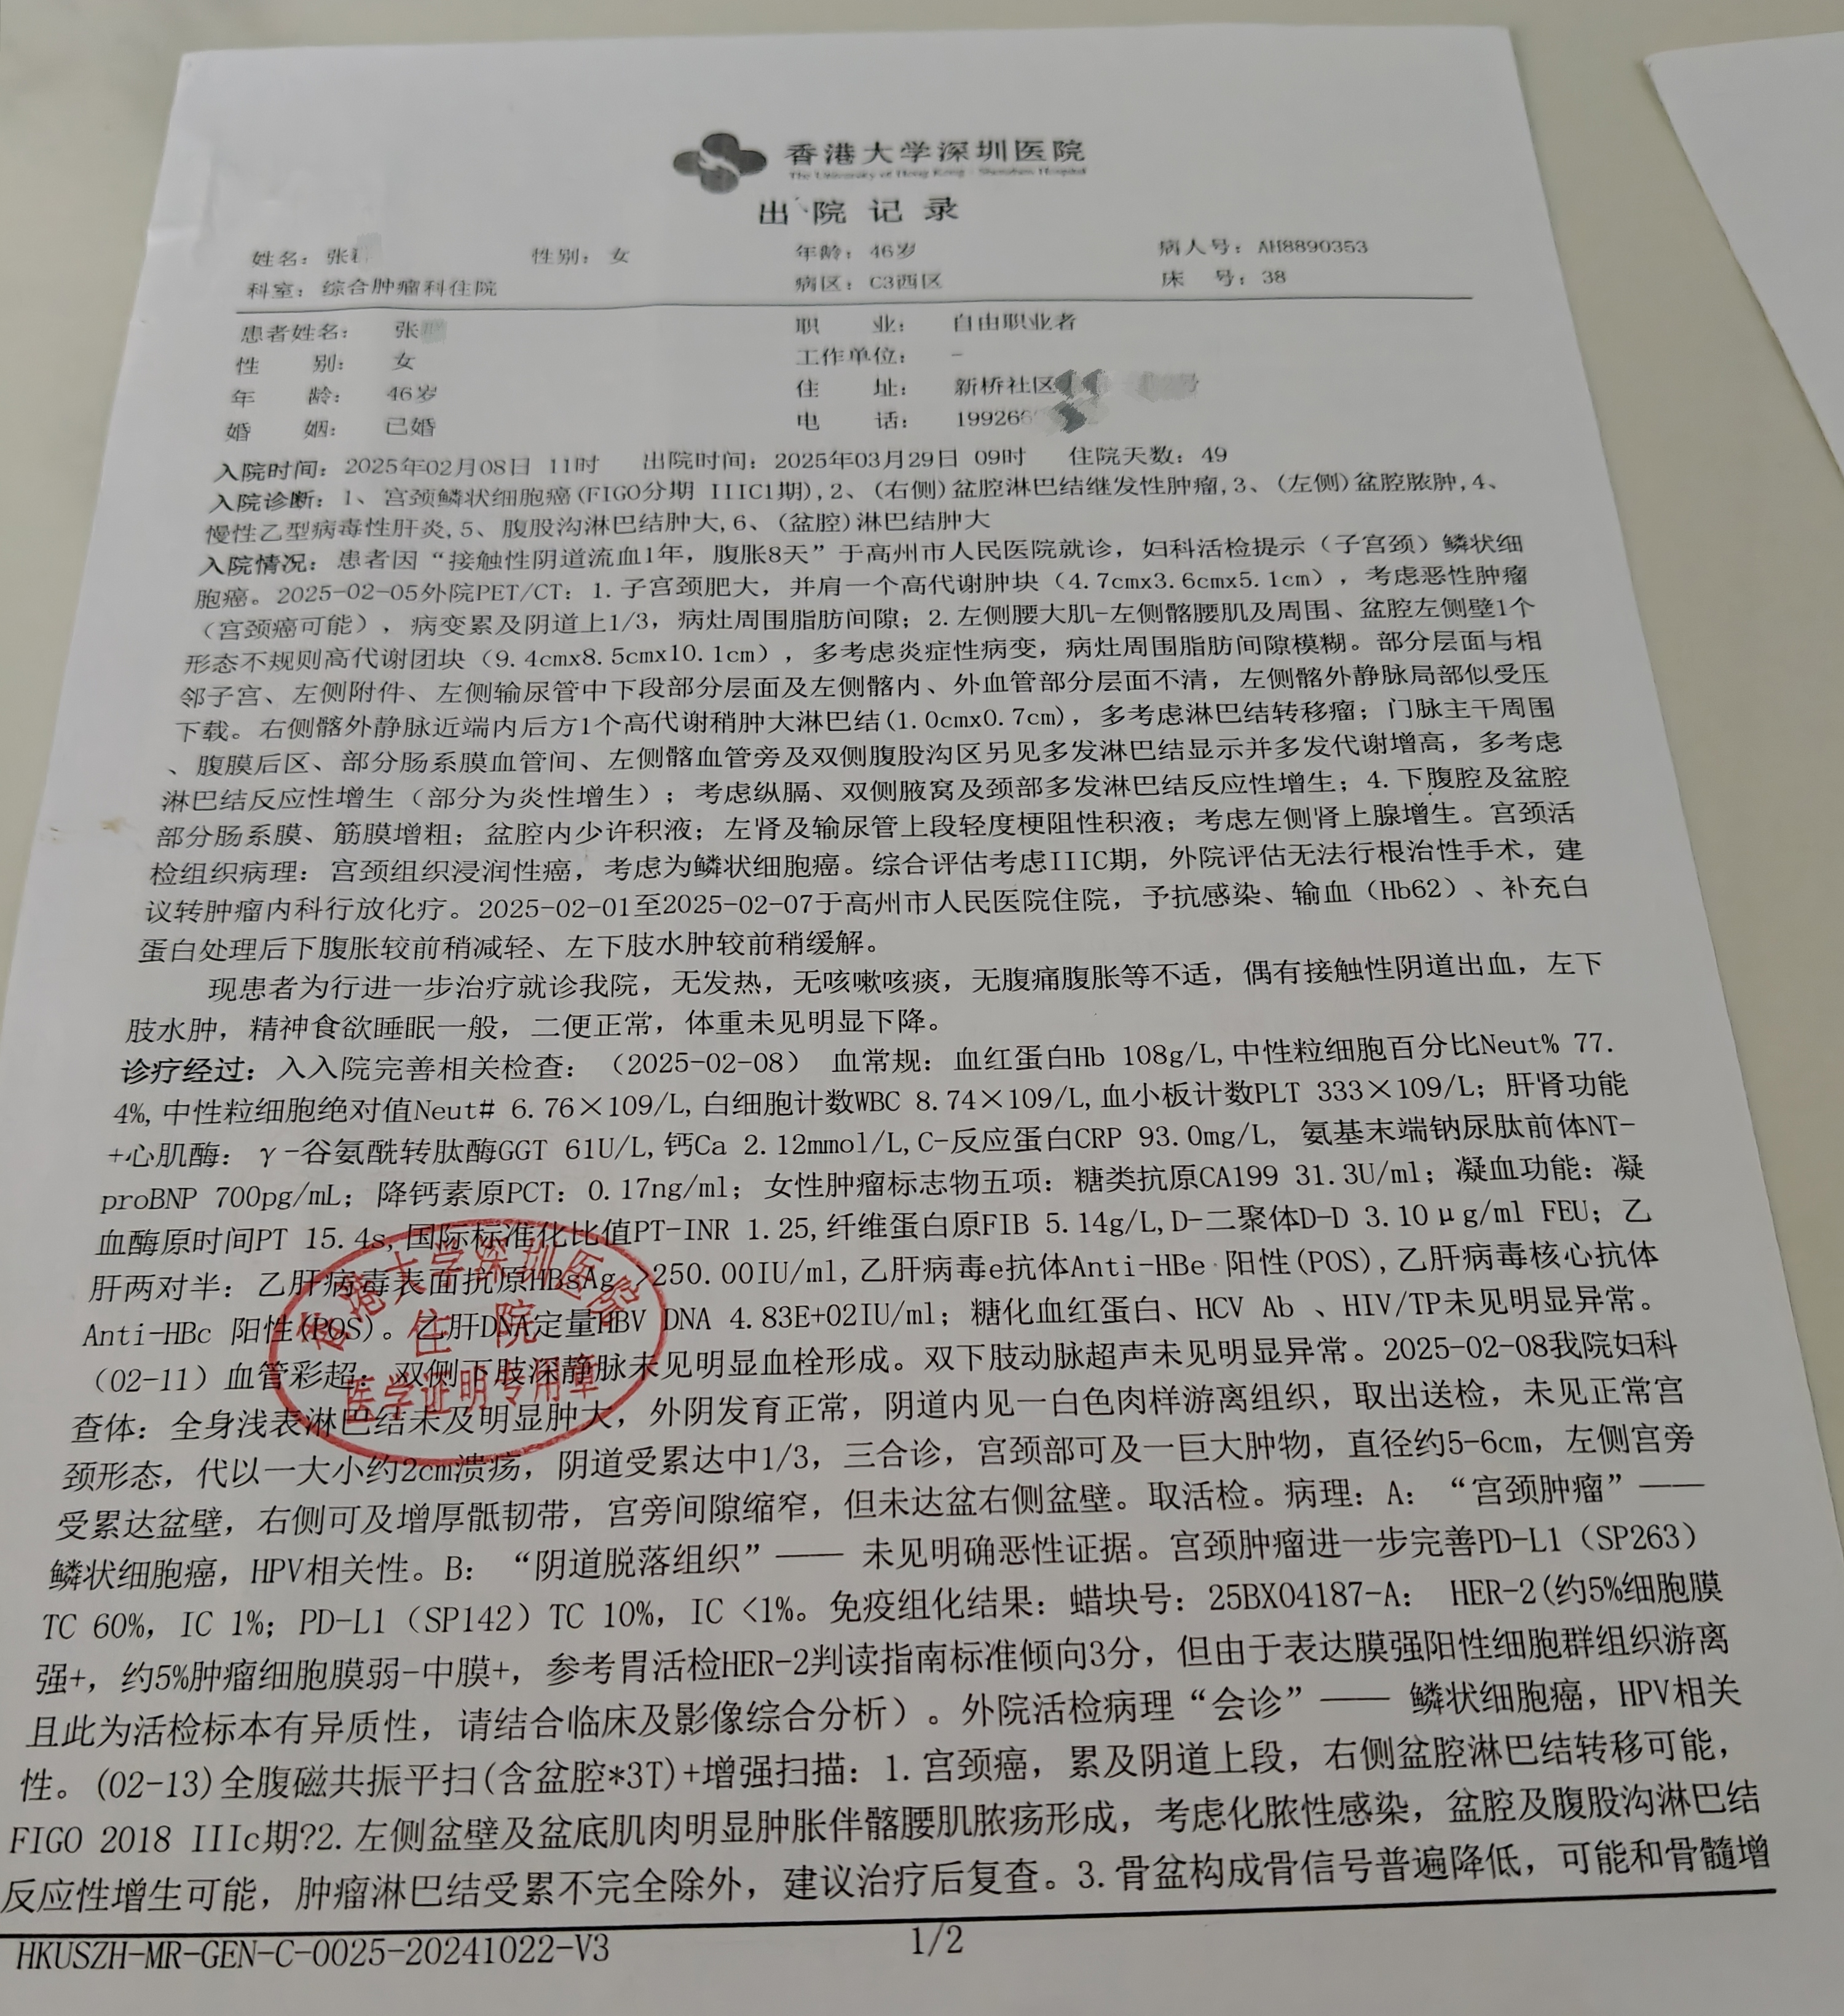 香港大学深圳医院
The University of Hong Kong - Shenzhen Hospital
出院记录
姓名：张 性别：女 年龄：46岁 病人号：AH8890353
科室：综合肿瘤科住院 病区：C3西区 床 号：38
患者姓名：张 职 业：自由职业者
性 别：女 工作单位：-
年 龄：46岁 住 址：新桥社区
婚 姻：已婚 电 话：199266
入院时间：2025年02月08日 11时 出院时间：2025年03月29日 09时 住院天数：49
入院诊断：1、宫颈鳞状细胞癌(FIGO分期 IIIC1期),2、(右侧)盆腔淋巴结继发性肿瘤,3、(左侧)盆腔脓肿,4、
慢性乙型病毒性肝炎,5、腹股沟淋巴结肿大,6、(盆腔)淋巴结肿大
入院情况：患者因“接触性阴道流血1年，腹胀8天”于高州市人民医院就诊，妇科活检提示（子宫颈）鳞状细
胞癌。2025-02-05外院PET/CT：1.子宫颈肥大，并肩一个高代谢肿块（4.7cmx3.6cmx5.1cm），考虑恶性肿瘤
（宫颈癌可能）、病变累及阴道上1/3，病灶周围脂肪间隙；2.左侧腰大肌-左侧髂腰肌及周围、盆腔左侧壁1个
形态不规则高代谢团块（9.4cmx8.5cmx10.1cm），多考虑炎症性病变，病灶周围脂肪间隙模糊。部分层面与相
邻子宫、左侧附件、左侧输尿管中下段部分层面及左侧髂内、外血管部分层面不清，左侧髂外静脉局部似受压
下载。右侧髂外静脉近端内后方1个高代谢稍肿大淋巴结(1.0cmx0.7cm)，多考虑淋巴结转移瘤；门脉主干周围
、腹膜后区、部分肠系膜血管间、左侧髂血管旁及双侧腹股沟区另见多发淋巴结显示并多发代谢增高，多考虑
淋巴结反应性增生（部分为炎性增生）；考虑纵膈、双侧腋窝及颈部多发淋巴结反应性增生；4.下腹腔及盆腔
部分肠系膜、筋膜增粗；盆腔内少许积液；左肾及输尿管上段轻度梗阻性积液；考虑左侧肾上腺增生。宫颈活
检组织病理：宫颈组织浸润性癌，考虑为鳞状细胞癌。综合评估考虑IIIC期，外院评估无法行根治性手术，建
议转肿瘤内科行放化疗。2025-02-01至2025-02-07于高州市人民医院住院，予抗感染、输血（Hb62）、补充白
蛋白处理后下腹胀较前稍减轻、左下肢水肿较前稍缓解。
现患者为行进一步治疗就诊我院，无发热，无咳嗽咳痰，无腹痛腹胀等不适，偶有接触性阴道出血，左下
肢水肿，精神食欲睡眠一般，二便正常，体重未见明显下降。
诊疗经过：入入院完善相关检查：（2025-02-08） 血常规：血红蛋白Hb 108g/L,中性粒细胞百分比Neut% 77.
4%,中性粒细胞绝对值Neut# 6.76×109/L,白细胞计数WBC 8.74×109/L,血小板计数PLT 333×109/L；肝肾功能
+心肌酶：γ-谷氨酰转肽酶GGT 61U/L,钙Ca 2.12mmol/L,C-反应蛋白CRP 93.0mg/L, 氨基末端钠尿肽前体NT-
proBNP 700pg/mL；降钙素原PCT：0.17ng/ml；女性肿瘤标志物五项：糖类抗原CA199 31.3U/ml；凝血功能：凝
血酶原时间PT 15.4s,国际标准化比值PT-INR 1.25,纤维蛋白原FIB 5.14g/L,D-二聚体D-D 3.10μg/ml FEU；乙
肝两对半：乙肝病毒表面抗原HBsAg >250.00IU/ml,乙肝病毒e抗体Anti-HBe 阳性(POS),乙肝病毒核心抗体
Anti-HBc 阳性(POS)。乙肝DNA定量HBV DNA 4.83E+02IU/ml；糖化血红蛋白、HCV Ab 、HIV/TP未见明显异常。
（02-11）血管彩超：双侧下肢深静脉未见明显血栓形成。双下肢动脉超声未见明显异常。2025-02-08我院妇科
查体：全身浅表淋巴结未及明显肿大，外阴发育正常，阴道内见一白色肉样游离组织，取出送检，未见正常宫
颈形态，代以一大小约2cm溃疡，阴道受累达中1/3，三合诊，宫颈部可及一巨大肿物，直径约5-6cm，左侧宫旁
受累达盆壁，右侧可及增厚骶韧带，宫旁间隙缩窄，但未达盆右侧盆壁。取活检。病理：A：“宫颈肿瘤”——
鳞状细胞癌，HPV相关性。B：“阴道脱落组织”—— 未见明确恶性证据。宫颈肿瘤进一步完善PD-L1（SP263）
TC 60%，IC 1%；PD-L1（SP142）TC 10%，IC <1%。免疫组化结果：蜡块号：25BX04187-A： HER-2(约5%细胞膜
强+，约5%肿瘤细胞膜弱-中膜+，参考胃活检HER-2判读指南标准倾向3分，但由于表达膜强阳性细胞群组织游离
且此为活检标本有异质性，请结合临床及影像综合分析）。外院活检病理“会诊”—— 鳞状细胞癌，HPV相关
性。(02-13)全腹磁共振平扫(含盆腔*3T)+增强扫描：1.宫颈癌，累及阴道上段，右侧盆腔淋巴结转移可能，
FIGO 2018 IIIc期?2.左侧盆壁及盆底肌肉明显肿胀伴髂腰肌脓疡形成，考虑化脓性感染，盆腔及腹股沟淋巴结
反应性增生可能，肿瘤淋巴结受累不完全除外，建议治疗后复查。3.骨盆构成骨信号普遍降低，可能和骨髓增
香港大学深圳医院
住院
医学证明专用章
HKUSZH-MR-GEN-C-0025-20241022-V3 1/2